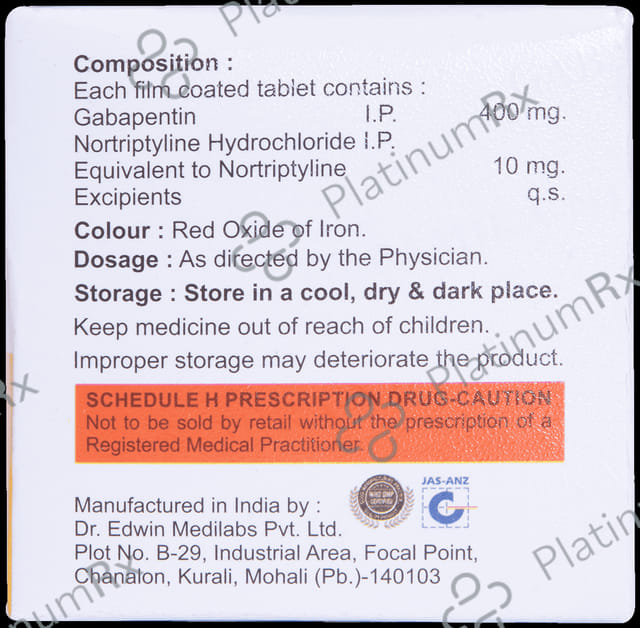 Composition :
Each film coated tablet contains :
Gabapentin I.P. 400 mg.
Nortriptyline Hydrochloride I.P.
Equivalent to Nortriptyline 10 mg.
Excipients q.s.
Colour : Red Oxide of Iron.
Dosage : As directed by the Physician.
Storage : Store in a cool, dry & dark place.
Keep medicine out of reach of children.
Improper storage may deteriorate the product.
SCHEDULE H PRESCRIPTION DRUG-CAUTION
Not to be sold by retail without the prescription of a
Registered Medical Practitioner.
JAS-ANZ
Manufactured in India by :
Dr. Edwin Medilabs Pvt. Ltd.
Plot No. B-29, Industrial Area, Focal Point,
Chanalon, Kurali, Mohali (Pb.)-140103
PlatinumRx
PlatinumRx
PlatinumRx
PlatinumRx
PlatinumRx